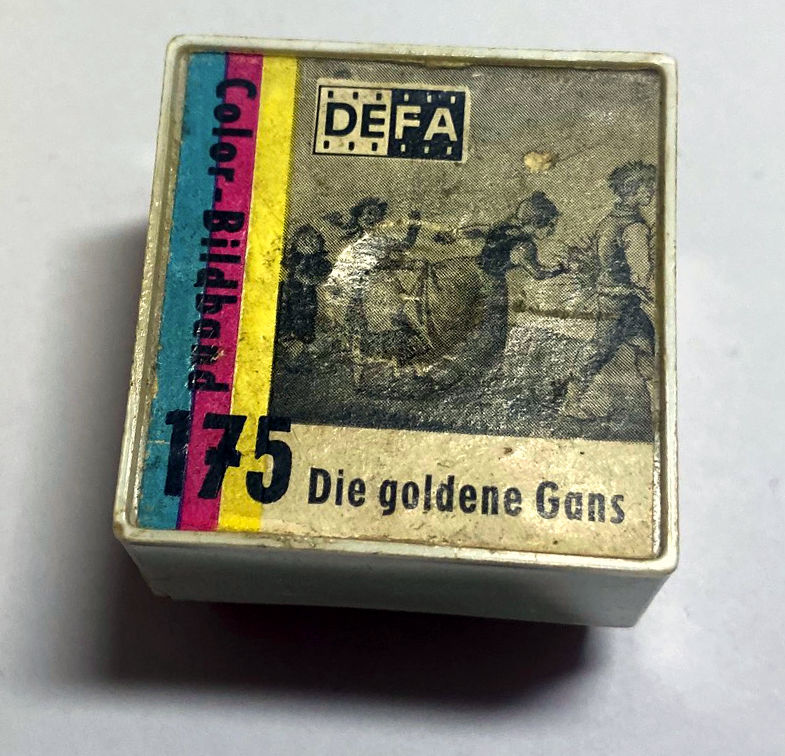 DEFA
Color-Bildband
175
Die goldene Gans